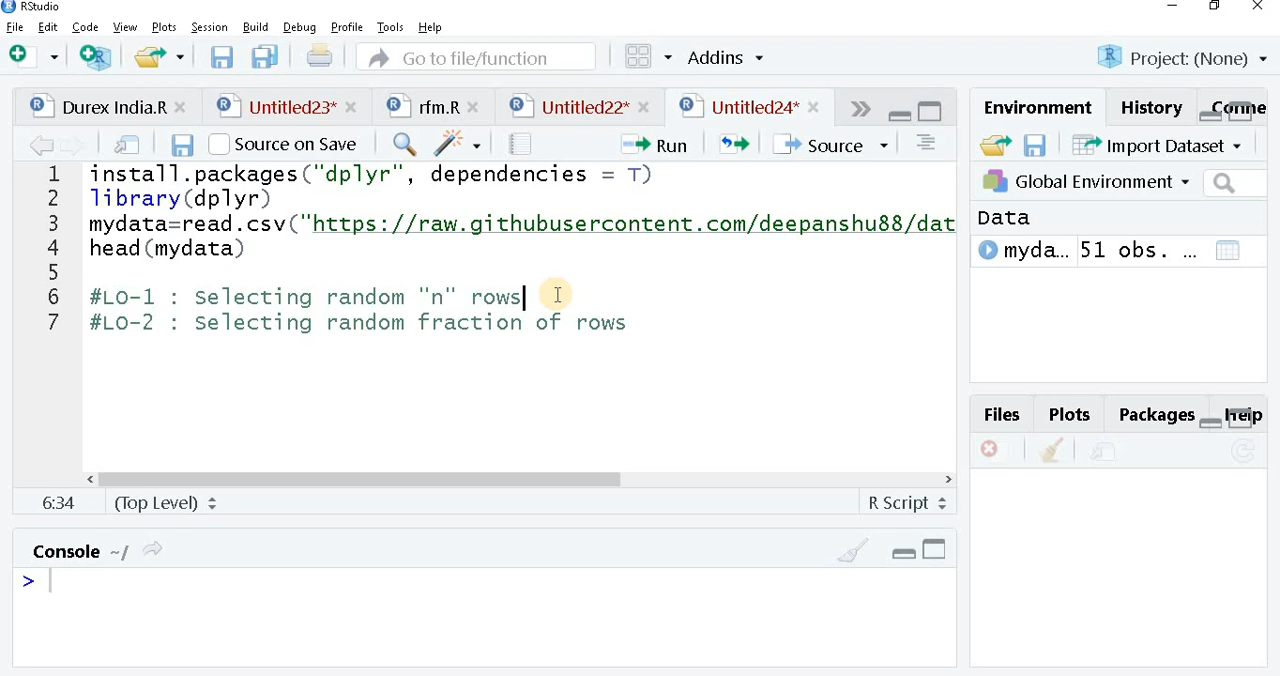 RStudio
File Edit Code View Plots Session Build Debug Profile Tools Help
Go to file/function Addins Project: (None)
Durex India.R Untitled23* rfm.R Untitled22* Untitled24*
Source on Save Run Source
1 install.packages("dplyr", dependencies = T)
2 library(dplyr)
3 mydata=read.csv("https://raw.githubusercontent.com/deepanshu88/dat
4 head(mydata)
5
6 #LO-1 : Selecting random "n" rows
7 #LO-2 : Selecting random fraction of rows
6:34 (Top Level) R Script
Console ~/
>
Environment History Conne
Import Dataset
Global Environment
Data
myda... 51 obs. ...
Files Plots Packages Help